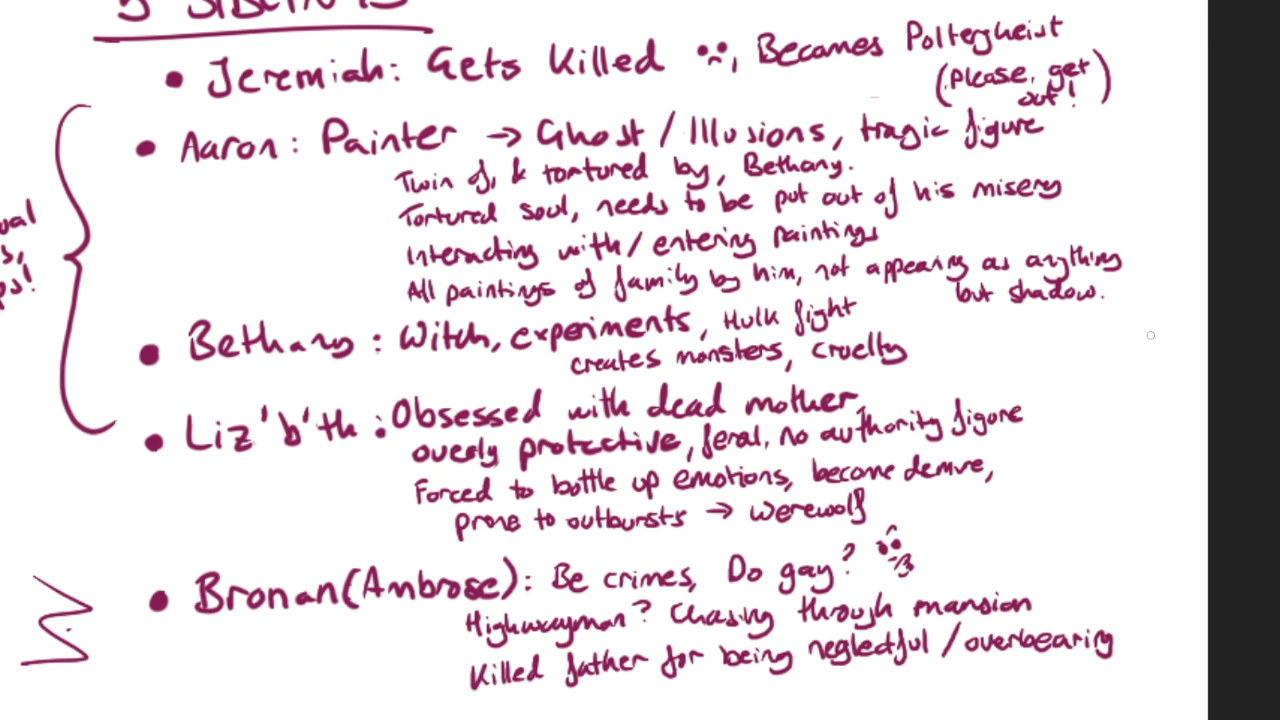 5 SIBLINGS
• Jeremiah: Gets Killed :(, Becomes Poltergheist
(Please, get out!)
• Aaron: Painter → Ghost / Illusions, tragic figure
Twin of, & tortured by, Bethany.
Tortured soul, needs to be put out of his misery
Interacting with/entering paintings
All paintings of family by him, not appearing as anything
but shadow.
• Bethany: Witch, experiments, Hulk fight
creates monsters, cruelty
• Liz'b'th: Obsessed with dead mother,
overly protective, feral, no authority figure
Forced to bottle up emotions, become demure,
prone to outbursts → Werewolf
• Bronan(Ambrose): Be crimes, Do gay?
Highwayman? Chasing through mansion
Killed father for being neglectful/overbearing